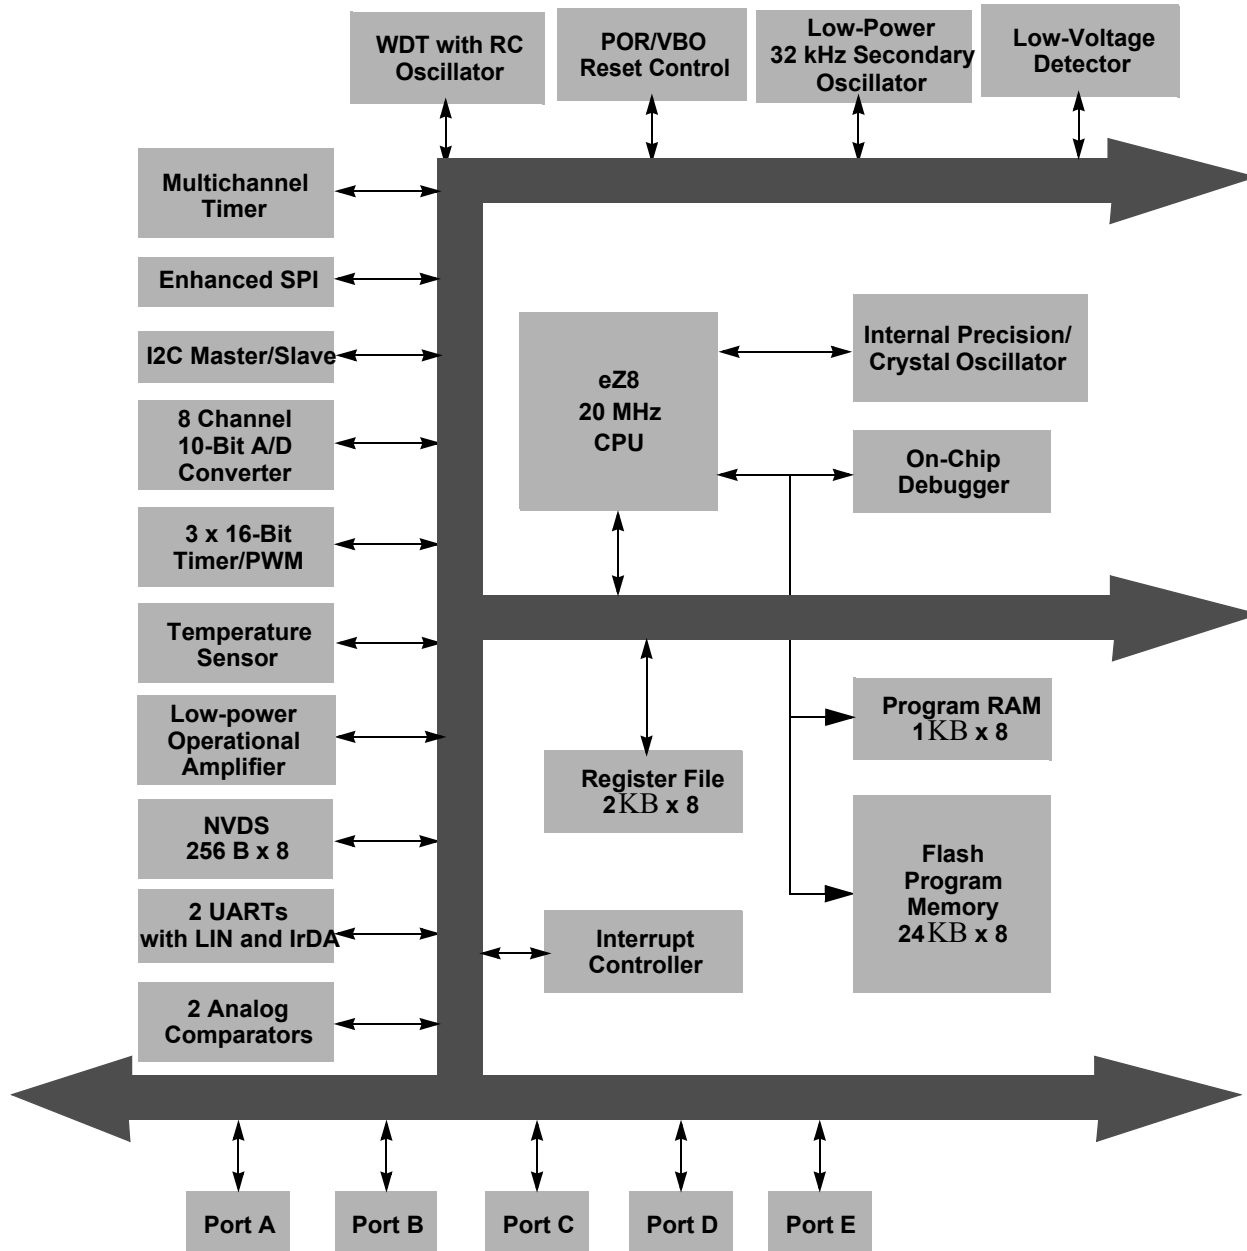 WDT with RC
Oscillator
POR/VBO
Reset Control
Low-Power
32 kHz Secondary
Oscillator
Low-Voltage
Detector
Multichannel
Timer
Enhanced SPI
I2C Master/Slave
8 Channel
10-Bit A/D
Converter
3 x 16-Bit
Timer/PWM
Temperature
Sensor
Low-power
Operational
Amplifier
NVDS
256 B x 8
2 UARTs
with LIN and IrDA
2 Analog
Comparators
eZ8
20 MHz
CPU
Internal Precision/
Crystal Oscillator
On-Chip
Debugger
Register File
2KB x 8
Program RAM
1KB x 8
Flash
Program
Memory
24KB x 8
Interrupt
Controller
Port A
Port B
Port C
Port D
Port E